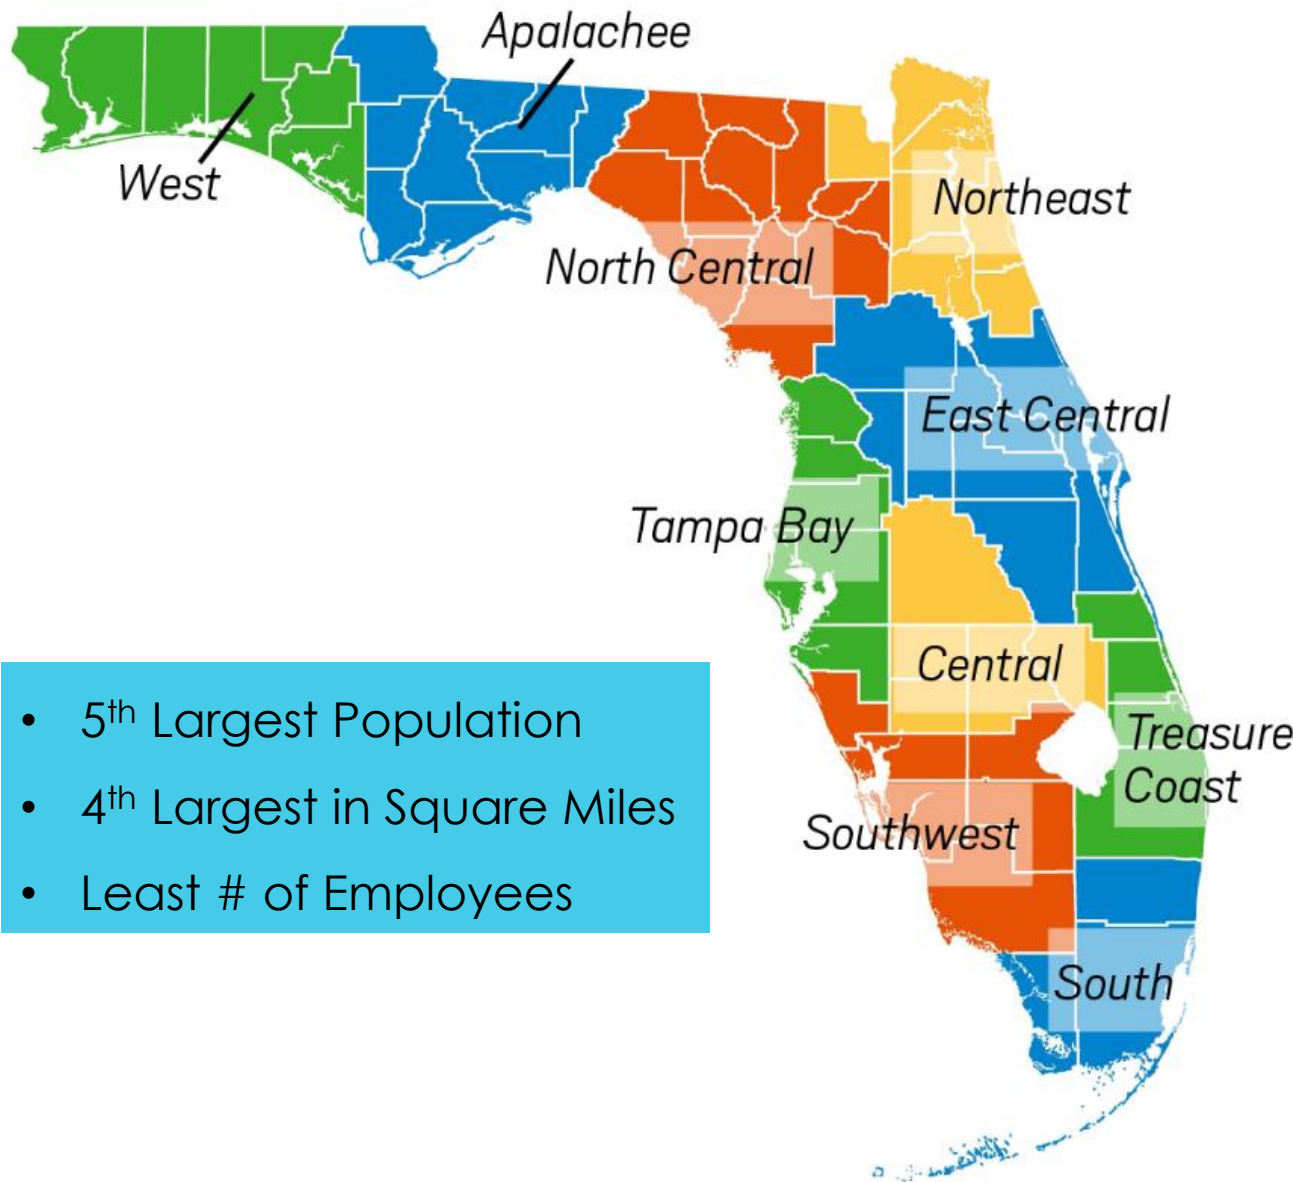 Apalachee
West
Northeast
North Central
East Central
Tampa Bay
Central
Treasure
Coast
Southwest
South
• 5th Largest Population
• 4th Largest in Square Miles
• Least # of Employees